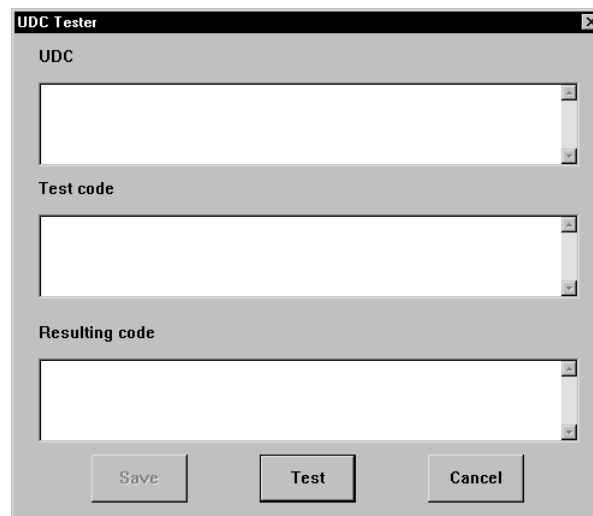 UDC Tester
UDC
Test code
Resulting code
Save Test Cancel